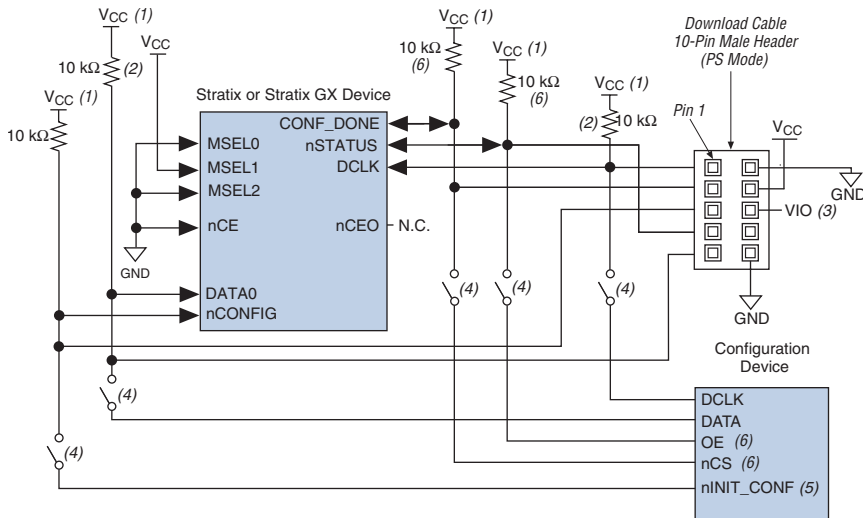 VCC (1)
10 kΩ
(2)
VCC
VCC (1)
10 kΩ
VCC (1)
10 kΩ
(6)
VCC (1)
10 kΩ
(6)
VCC (1)
(2)
10 kΩ
Download Cable
10-Pin Male Header
(PS Mode)
Pin 1
VCC
GND
VIO (3)
GND
Stratix or Stratix GX Device
CONF_DONE
nSTATUS
DCLK
MSEL0
MSEL1
MSEL2
nCE
nCEO
N.C.
GND
DATA0
nCONFIG
(4)
(4)
(4)
(4)
(4)
Configuration
Device
DCLK
DATA
OE (6)
nCS (6)
nINIT_CONF (5)